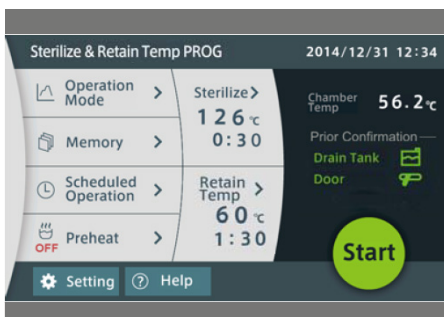 Sterilize & Retain Temp PROG
2014/12/31 12:34
Operation
Mode
Memory
Scheduled
Operation
OFF
Preheat
Sterilize
126℃
0:30
Retain
Temp
60℃
1:30
Chamber
Temp
56.2℃
Prior Confirmation
Drain Tank
Door
Start
Setting
? Help